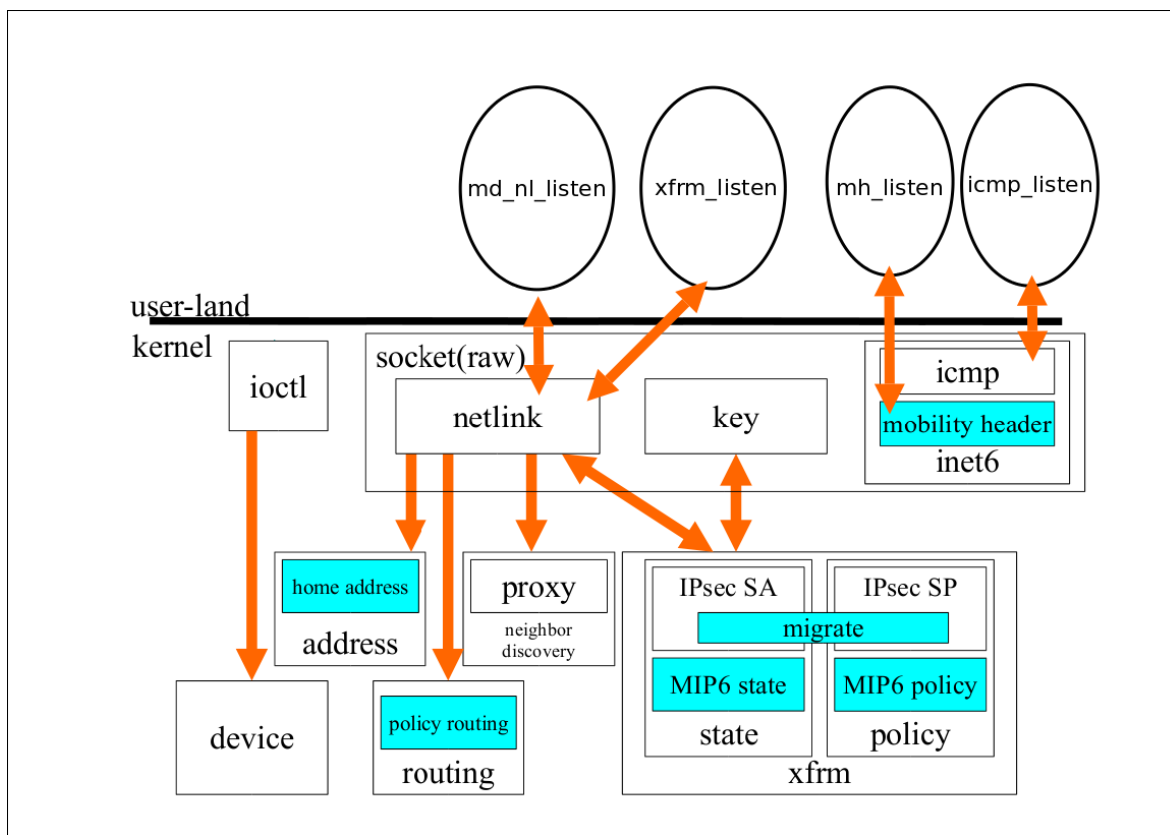 md_nl_listen
xfrm_listen
mh_listen
icmp_listen
user-land
kernel
ioctl
socket(raw)
netlink
key
icmp
mobility header
inet6
home address
address
proxy
neighbor
discovery
IPsec SA
IPsec SP
migrate
MIP6 state
MIP6 policy
state
policy
xfrm
device
policy routing
routing